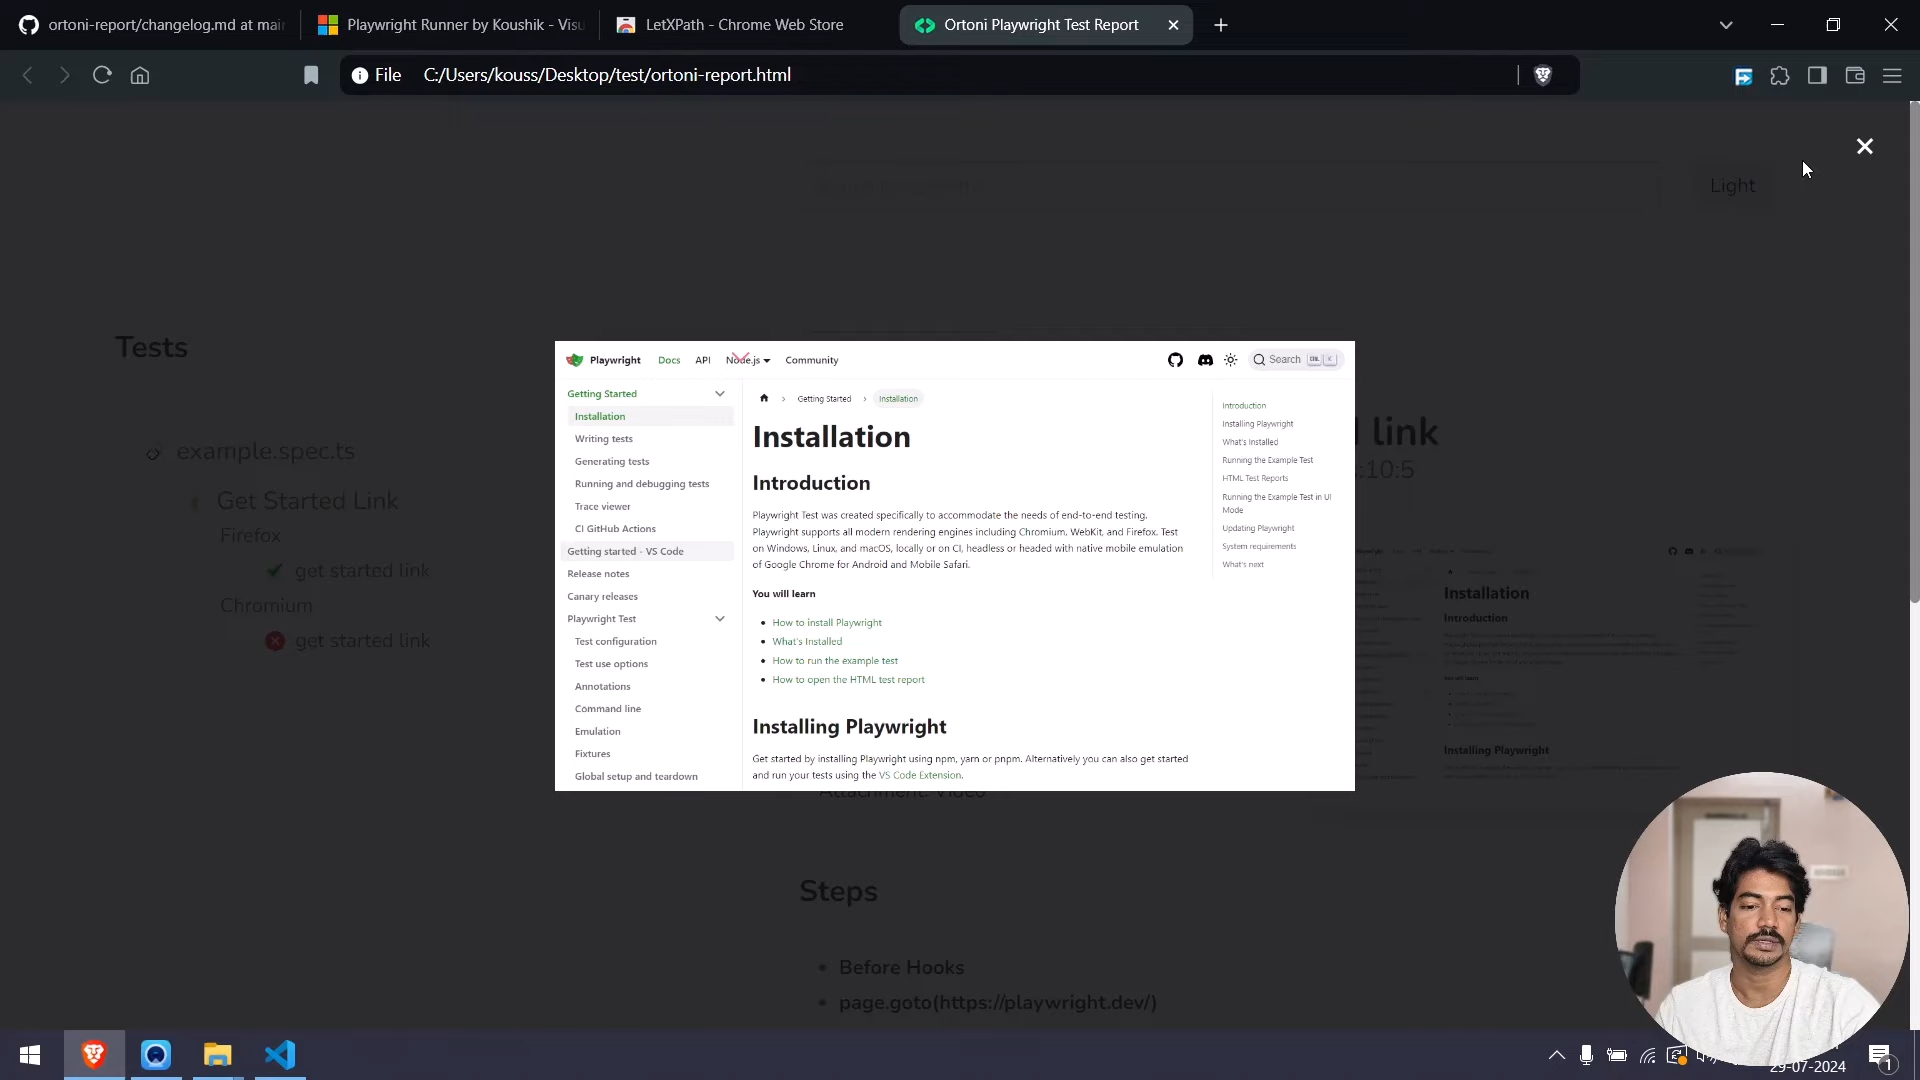 ortoni-report/changelog.md at mai
Playwright Runner by Koushik - Visu
LetXPath - Chrome Web Store
Ortoni Playwright Test Report
File C:/Users/kouss/Desktop/test/ortoni-report.html
Light
Tests
example.spec.ts
Get Started Link
Firefox
get started link
Chromium
get started link
link
:10:5
Playwright Docs API Node.js Community
Search
Getting Started
Installation
Writing tests
Generating tests
Running and debugging tests
Trace viewer
CI GitHub Actions
Getting started - VS Code
Release notes
Canary releases
Playwright Test
Test configuration
Test use options
Annotations
Command line
Emulation
Fixtures
Global setup and teardown
Getting Started Installation
Installation
Introduction
Playwright Test was created specifically to accommodate the needs of end-to-end testing.
Playwright supports all modern rendering engines including Chromium, WebKit, and Firefox. Test
on Windows, Linux, and macOS, locally or on CI, headless or headed with native mobile emulation
of Google Chrome for Android and Mobile Safari.
You will learn
How to install Playwright
What's Installed
How to run the example test
How to open the HTML test report
Installing Playwright
Get started by installing Playwright using npm, yarn or pnpm. Alternatively you can also get started
and run your tests using the VS Code Extension.
Introduction
Installing Playwright
What's Installed
Running the Example Test
HTML Test Reports
Running the Example Test in UI
Mode
Updating Playwright
System requirements
What's next
Installation
Introduction
Installing Playwright
Attachment: Video
Steps
Before Hooks
page.goto(https://playwright.dev/)
29-07-2024
1